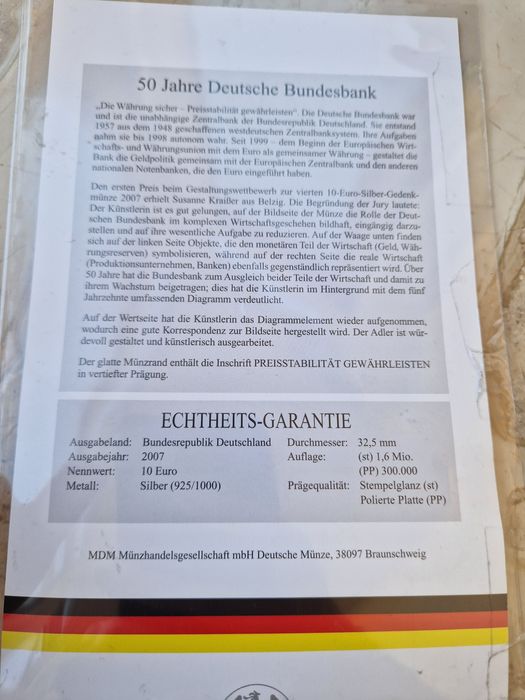 50 Jahre Deutsche Bundesbank
„Die Währung sicher – Preisstabilität gewährleisten". Die Deutsche Bundesbank war
und ist die unabhängige Zentralbank der Bundesrepublik Deutschland. Sie entstand
1957 aus dem 1948 geschaffenen westdeutschen Zentralbanksystem. Ihre Aufgaben
nahm sie bis 1998 autonom wahr. Seit 1999 – dem Beginn der Europäischen Wirt-
schafts- und Währungsunion mit dem Euro als gemeinsamer Währung – gestaltet die
Bank die Geldpolitik gemeinsam mit der Europäischen Zentralbank und den anderen
nationalen Notenbanken, die den Euro eingeführt haben.
Den ersten Preis beim Gestaltungswettbewerb zur vierten 10-Euro-Silber-Gedenk-
münze 2007 erhielt Susanne Kraißer aus Belzig. Die Begründung der Jury lautete:
Der Künstlerin ist es gut gelungen, auf der Bildseite der Münze die Rolle der Deut-
schen Bundesbank im komplexen Wirtschaftsgeschehen bildhaft, eingängig darzu-
stellen und auf ihre wesentliche Aufgabe zu reduzieren. Auf der Waage unten finden
sich auf der linken Seite Objekte, die den monetären Teil der Wirtschaft (Geld, Wäh-
rungsreserven) symbolisieren, während auf der rechten Seite die reale Wirtschaft
(Produktionsunternehmen, Banken) ebenfalls gegenständlich repräsentiert wird. Über
50 Jahre hat die Bundesbank zum Ausgleich beider Teile der Wirtschaft und damit zu
ihrem Wachstum beigetragen; dies hat die Künstlerin im Hintergrund mit dem fünf
Jahrzehnte umfassenden Diagramm verdeutlicht.
Auf der Wertseite hat die Künstlerin das Diagrammelement wieder aufgenommen,
wodurch eine gute Korrespondenz zur Bildseite hergestellt wird. Der Adler ist wür-
devoll gestaltet und künstlerisch ausgearbeitet.
Der glatte Münzrand enthält die Inschrift PREISSTABILITÄT GEWÄHRLEISTEN
in vertiefter Prägung.
ECHTHEITS-GARANTIE
Ausgabeland: Bundesrepublik Deutschland Durchmesser: 32,5 mm
Ausgabejahr: 2007 Auflage: (st) 1,6 Mio.
Nennwert: 10 Euro (PP) 300.000
Metall: Silber (925/1000) Prägequalität: Stempelglanz (st)
Polierte Platte (PP)
MDM Münzhandelsgesellschaft mbH Deutsche Münze, 38097 Braunschweig